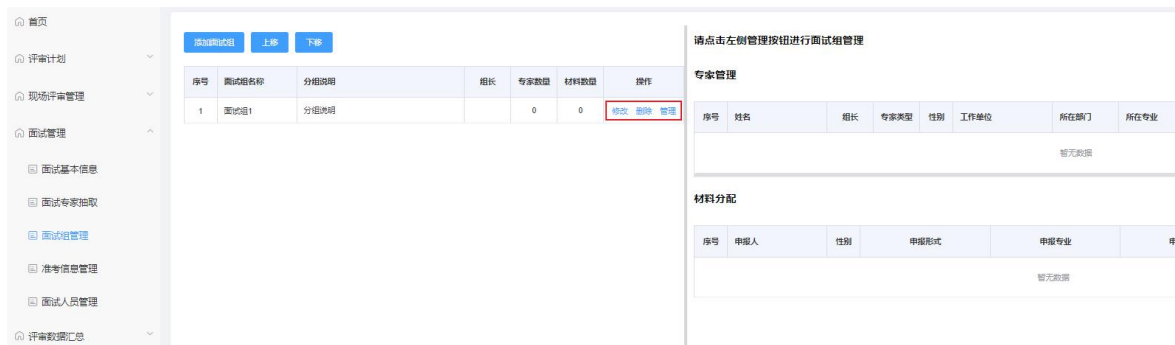 首页
评审计划
现场评审管理
面试管理
面试基本信息
面试专家抽取
面试组管理
准考信息管理
面试人员管理
评审数据汇总
添加面试组 上移 下移
序号 面试组名称 分组说明 组长 专家数量 材料数量 操作
1 面试组1 分组说明 0 0 修改 删除 管理
请点击左侧管理按钮进行面试组管理
专家管理
序号 姓名 组长 专家类型 性别 工作单位 所在部门 所在专业
暂无数据
材料分配
序号 申报人 性别 申报形式 申报专业 申
暂无数据